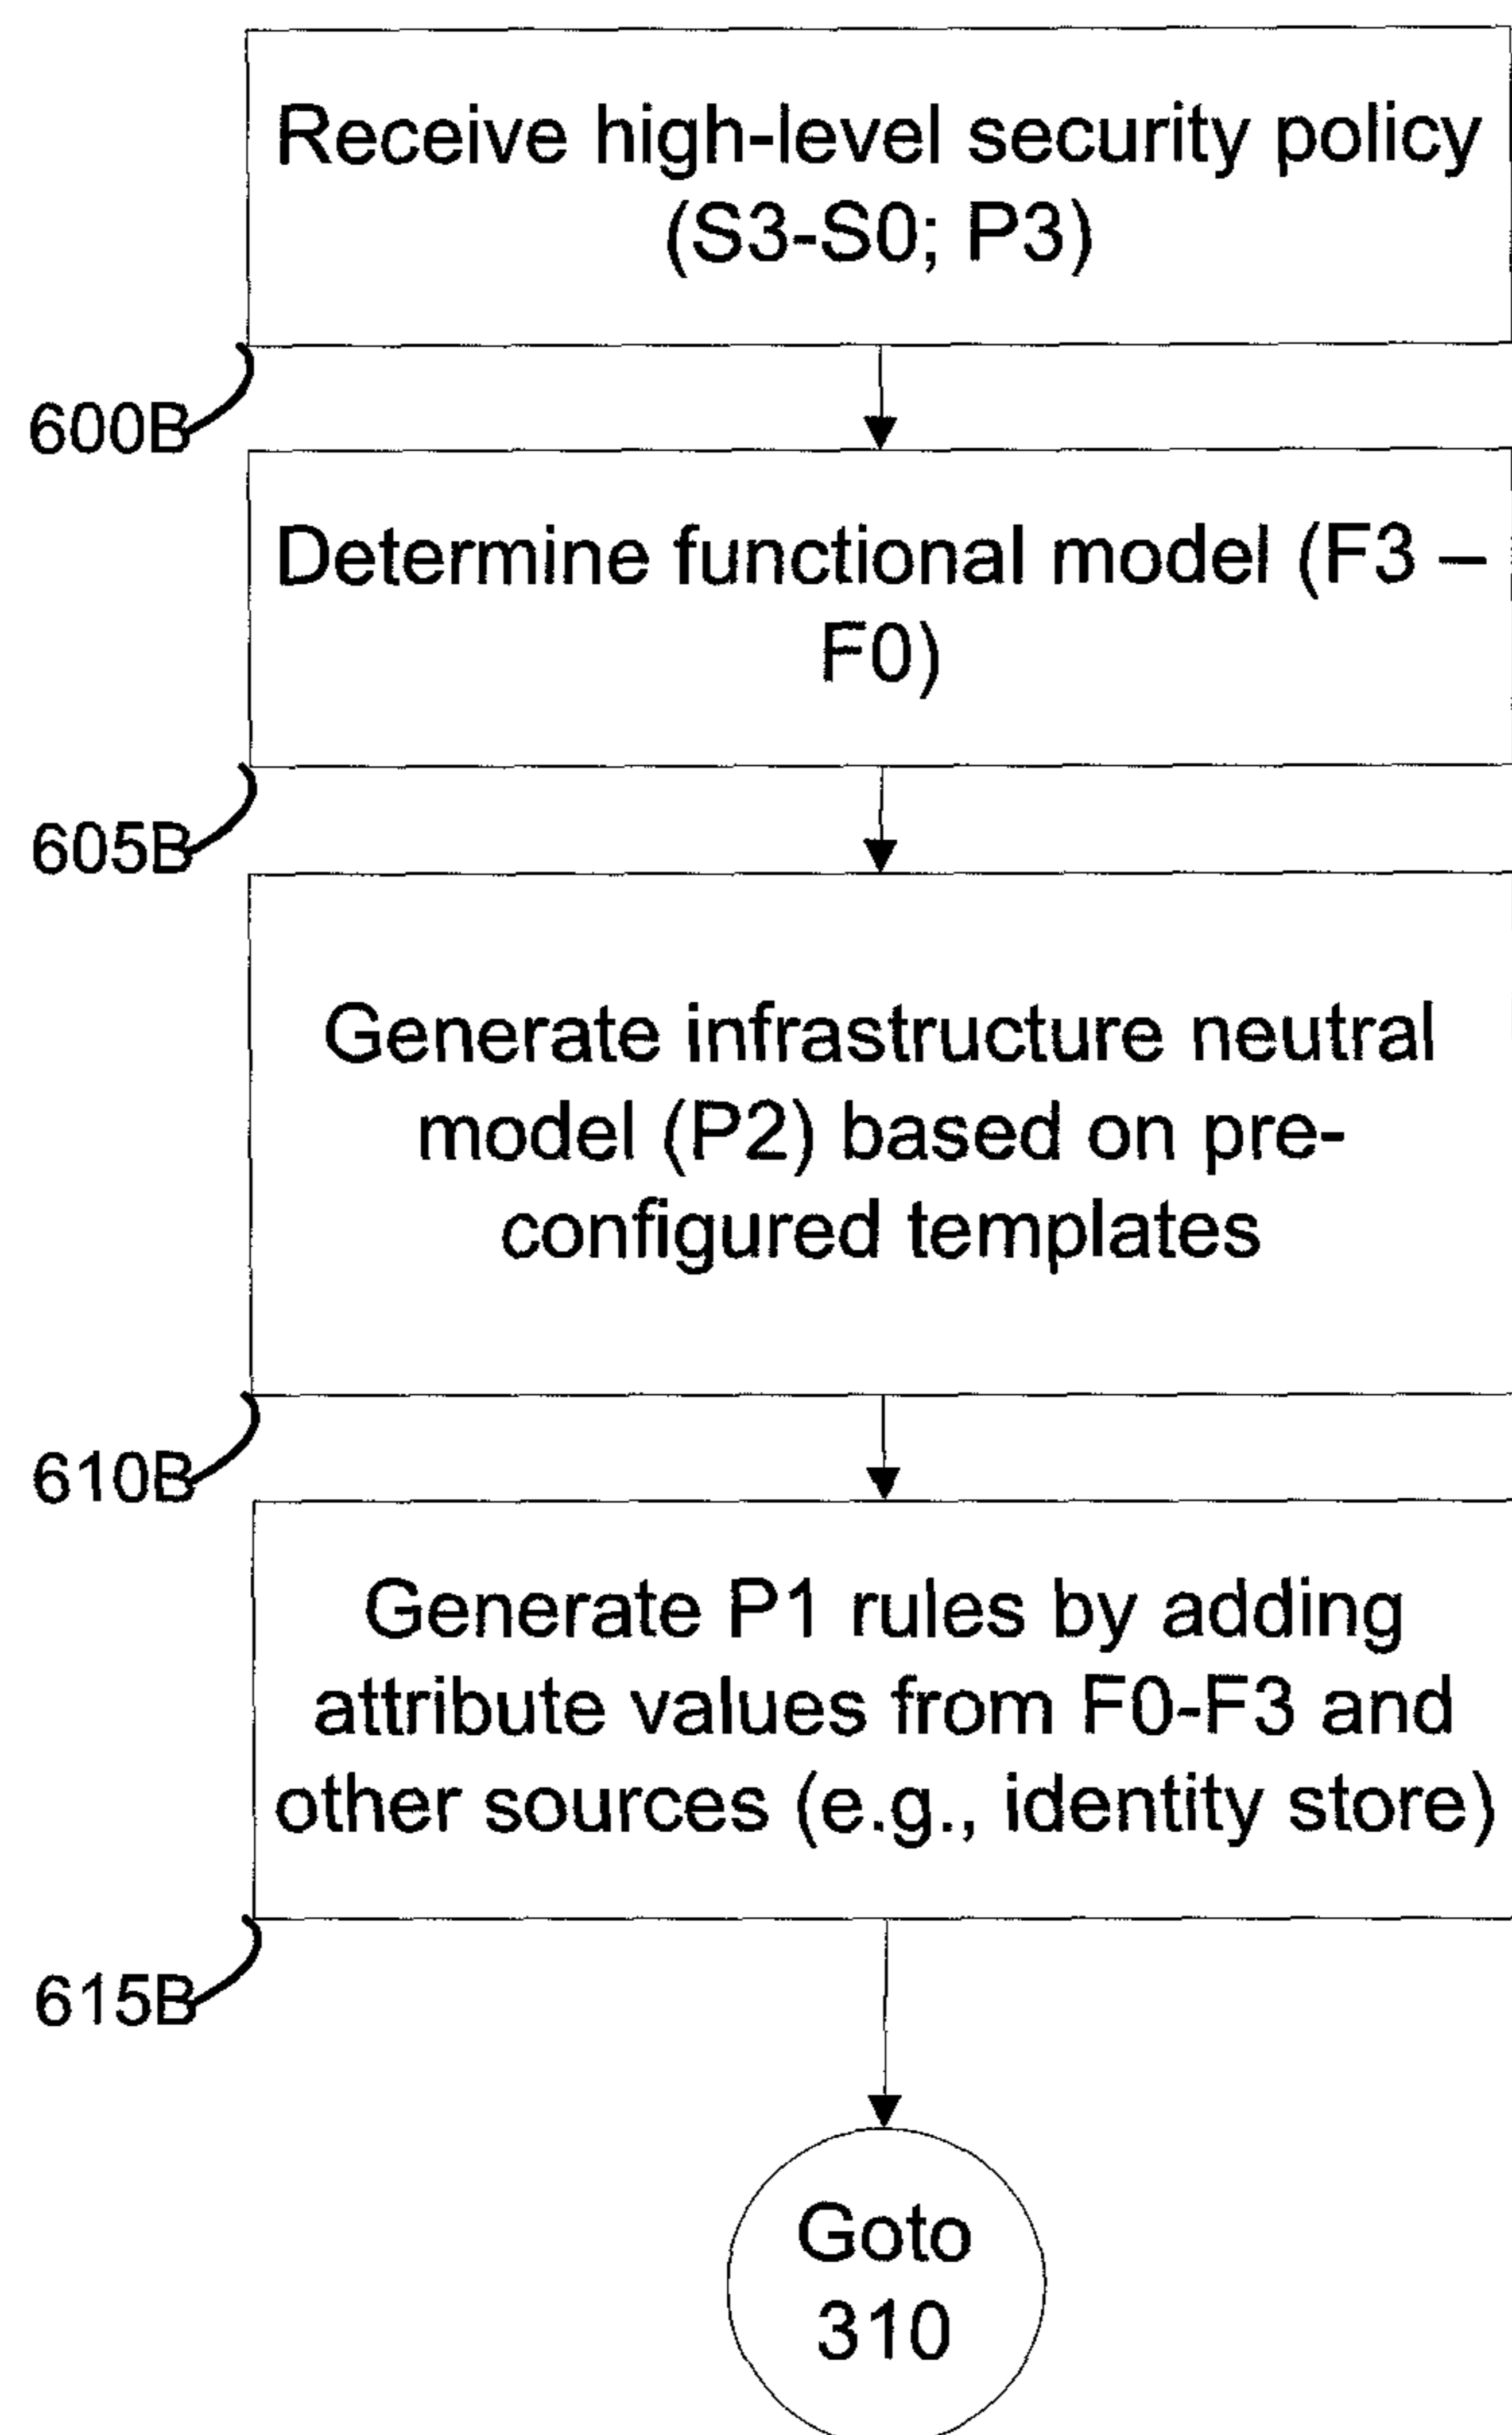 Receive high-level security policy
(S3-S0; P3)
600B
Determine functional model (F3 –
F0)
605B
Generate infrastructure neutral
model (P2) based on pre-
configured templates
610B
Generate P1 rules by adding
attribute values from F0-F3 and
other sources (e.g., identity store)
615B
Goto
310